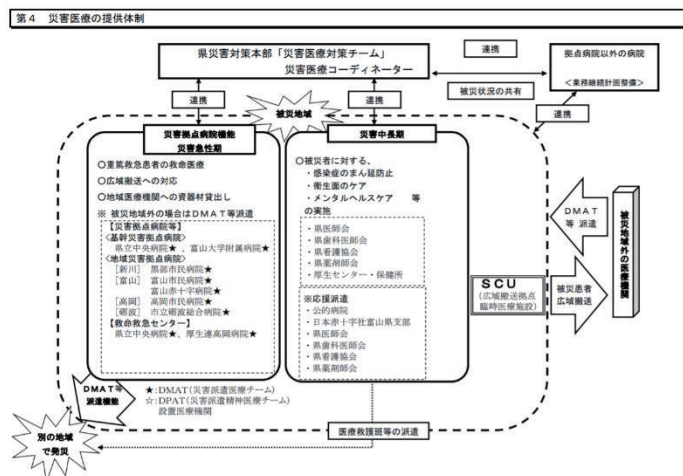 第４　災害医療の提供体制
県災害対策本部「災害医療対策チーム」
災害医療コーディネーター
連携
被災状況の共有
拠点病院以外の病院
＜業務継続計画整備＞
連携
連携
連携
被災地域
災害拠点病院機能
災害急性期
○重篤救急患者の救命医療
○広域搬送への対応
○地域医療機関への資器材貸出し
※ 被災地域外の場合はＤＭＡＴ等派遣
【災害拠点病院等】
<基幹災害拠点病院>
県立中央病院★ 、富山大学附属病院★
<地域災害拠点病院>
［新川］ 黒部市民病院★
［富山］ 富山市民病院★
富山赤十字病院★
［高岡］ 高岡市民病院★
［砺波］ 市立砺波総合病院★
【救命救急センター】
県立中央病院★、厚生連高岡病院★
災害中長期
○被災者に対する、
・感染症のまん延防止
・衛生面のケア
・メンタルヘルスケア　等
の実施
・県医師会
・県歯科医師会
・県看護協会
・県薬剤師会
・厚生センター・保健所
※応援派遣
・公的病院
・日本赤十字社富山県支部
・県医師会
・県歯科医師会
・県看護協会
・県薬剤師会
ＳＣＵ
（広域搬送拠点
臨時医療施設）
ＤＭＡＴ
等 派遣
被災患者
広域搬送
被災地域外の医療機関
ＤＭＡＴ等
派遣機能
★：DMAT（災害派遣医療チーム）
☆：DPAT（災害派遣精神医療チーム）
設置医療機関
別の地域
で発災
医療救護班等の派遣